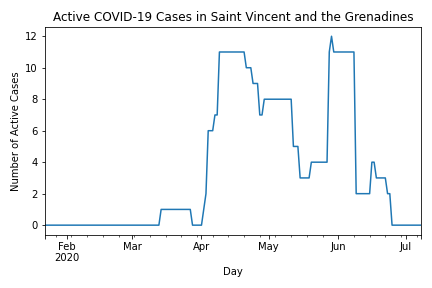 Active COVID-19 Cases in Saint Vincent and the Grenadines
12
10
8
6
4
2
0
Number of Active Cases
Feb Mar Apr May Jun Jul
2020
Day